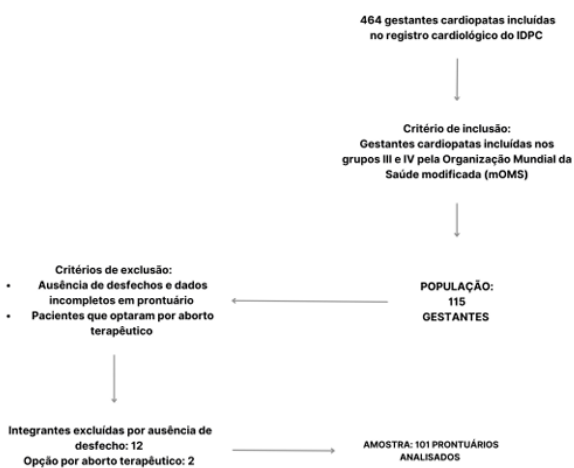 464 gestantes cardiopatas incluídas
no registro cardiológico do IDPC
Critério de inclusão:
Gestantes cardiopatas incluídas nos
grupos III e IV pela Organização Mundial da
Saúde modificada (mOMS)
POPULAÇÃO:
115
GESTANTES
Critérios de exclusão:
• Ausência de desfechos e dados
incompletos em prontuário
• Pacientes que optaram por aborto
terapêutico
Integrantes excluídas por ausência de
desfecho: 12
Opção por aborto terapêutico: 2
AMOSTRA: 101 PRONTUÁRIOS
ANALISADOS